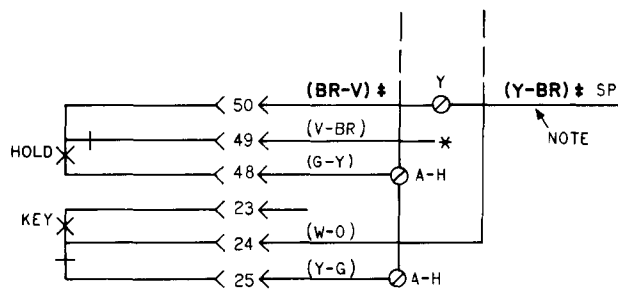 (BR-V) ‡ Y (Y-BR) ‡ SP
50
49 (V-BR) *
NOTE
HOLD
48 (G-Y) A-H
23
KEY
24 (W-O)
25 (Y-G) A-H